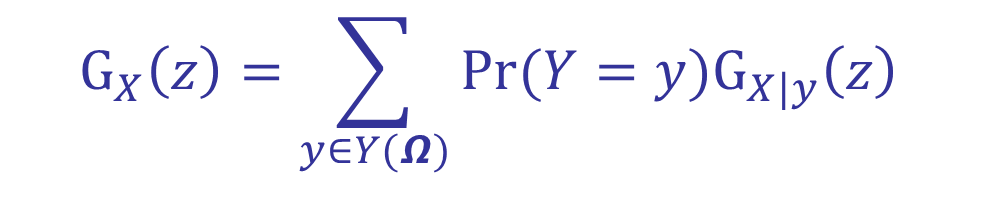 G_X(z) = ∑_{y∈Y(Ω)} Pr(Y = y)G_{X|y}(z)